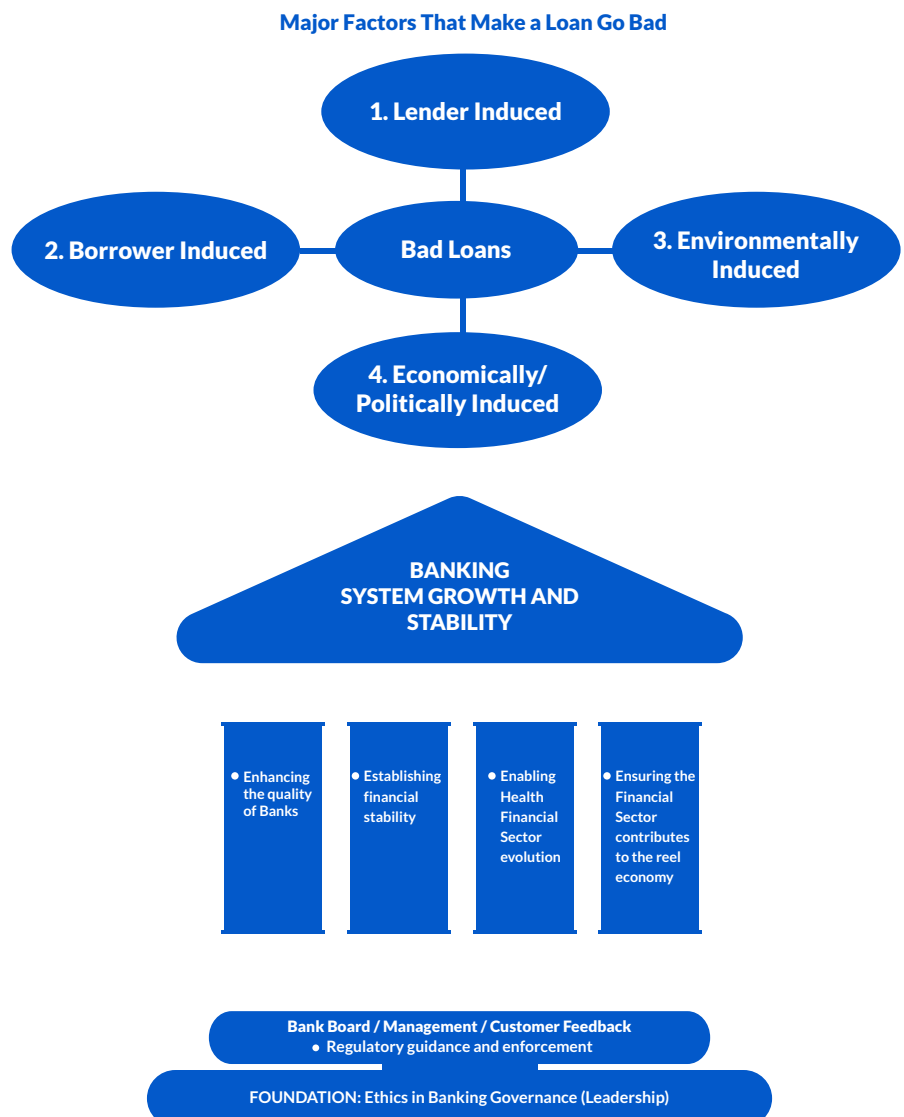 Major Factors That Make a Loan Go Bad
1. Lender Induced
2. Borrower Induced
Bad Loans
3. Environmentally
Induced
4. Economically/
Politically Induced
BANKING
SYSTEM GROWTH AND
STABILITY
• Enhancing
the quality
of Banks
• Establishing
financial
stability
• Enabling
Health
Financial
Sector
evolution
• Ensuring the
Financial
Sector
contributes
to the reel
economy
Bank Board / Management / Customer Feedback
• Regulatory guidance and enforcement
FOUNDATION: Ethics in Banking Governance (Leadership)